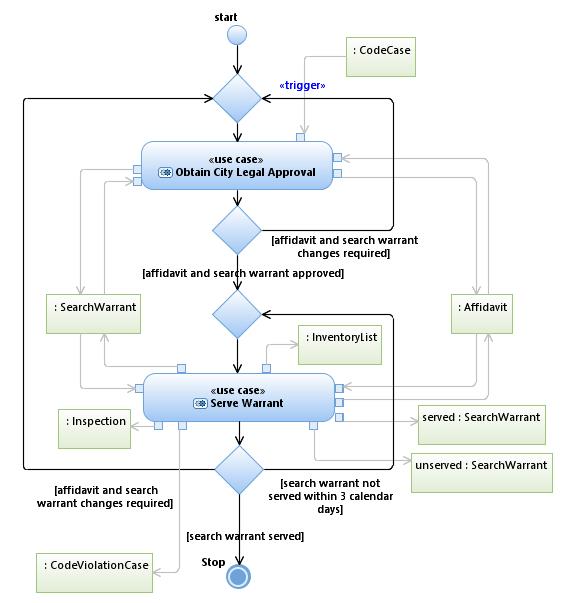 start
: CodeCase
«trigger»
«use case»
Obtain City Legal Approval
[affidavit and search warrant
changes required]
[affidavit and search warrant approved]
: SearchWarrant
: Affidavit
: InventoryList
«use case»
Serve Warrant
: Inspection
served : SearchWarrant
unserved : SearchWarrant
[affidavit and search
warrant changes required]
[search warrant not
served within 3 calendar
days]
[search warrant served]
Stop
: CodeViolationCase